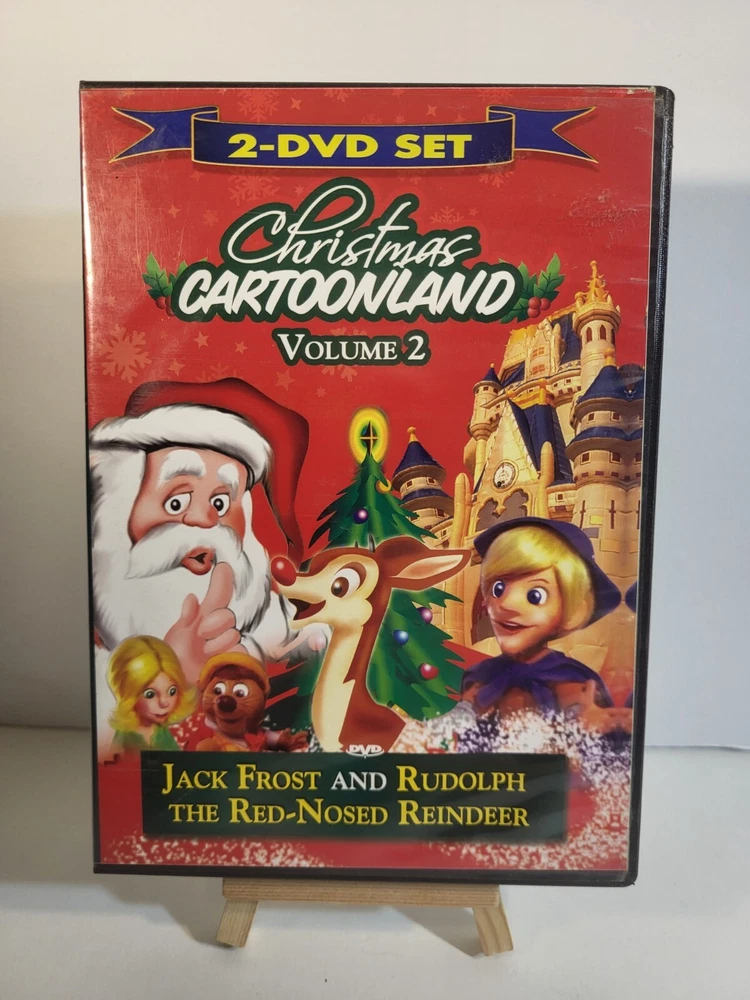 2-DVD SET
Christmas
CARTOONLAND
VOLUME 2
DVD
JACK FROST AND RUDOLPH
THE RED-NOSED REINDEER